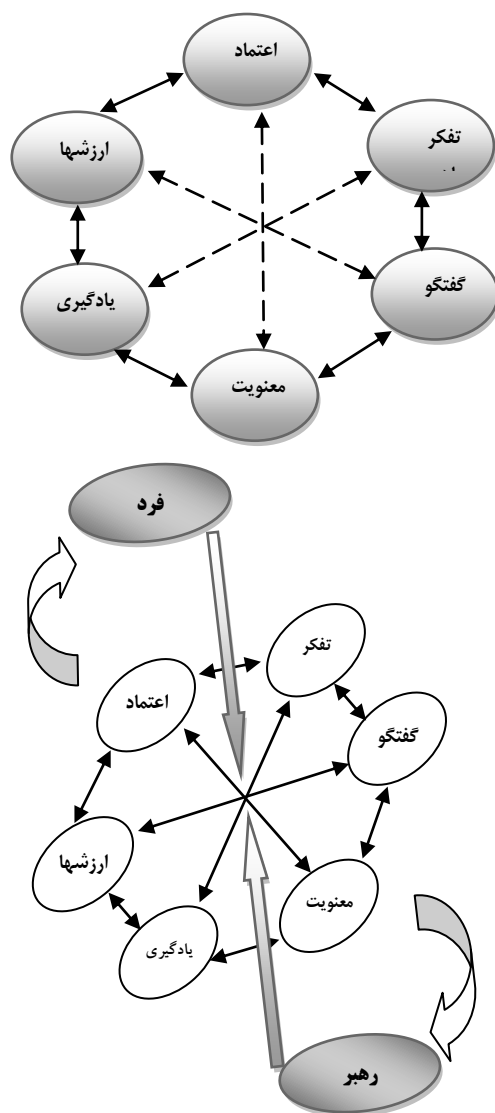 اعتماد
تفکر
ارزشها
گفتگو
یادگیری
معنویت
فرد
تفکر
اعتماد
گفتگو
ارزشها
معنویت
یادگیری
رهبر